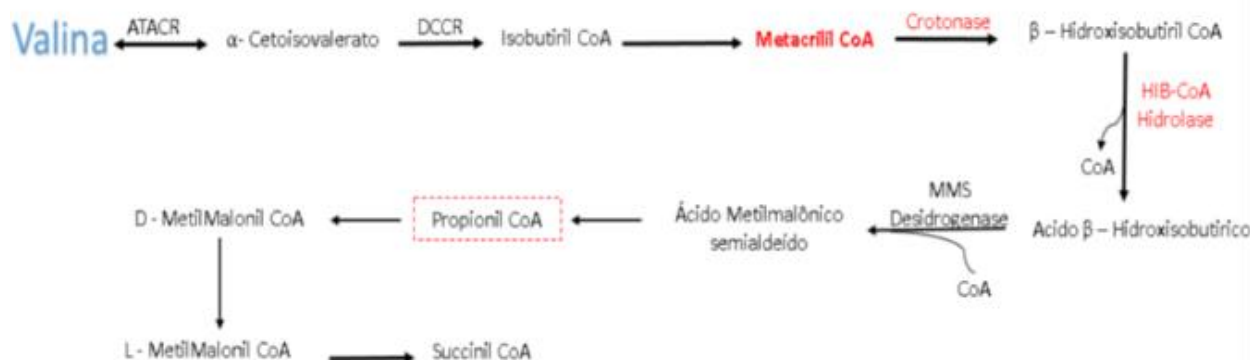 Valina
ATACR
α- Cetoisovalerato
DCCR
Isobutiril CoA
Metacrilil CoA
Crotonase
β – Hidroxisobutiril CoA
HIB-CoA
Hidrolase
CoA
D - MetilMalonil CoA
Propionil CoA
Ácido Metilmalônico
semialdeído
MMS
Desidrogenase
Acido β – Hidroxisobutirico
CoA
L - MetilMalonil CoA
Succinil CoA